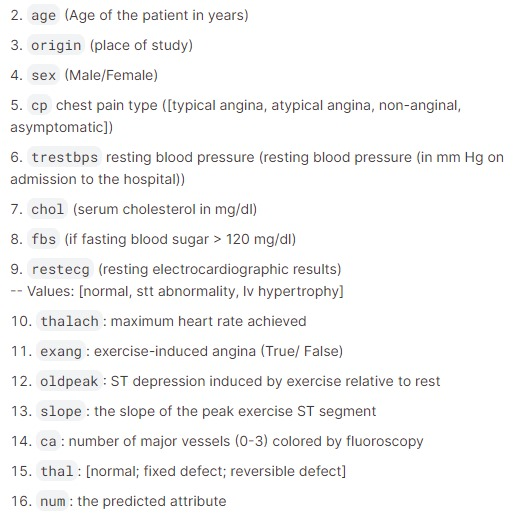 2. age (Age of the patient in years)
3. origin (place of study)
4. sex (Male/Female)
5. cp chest pain type ([typical angina, atypical angina, non-anginal,
asymptomatic])
6. trestbps resting blood pressure (resting blood pressure (in mm Hg on
admission to the hospital))
7. chol (serum cholesterol in mg/dl)
8. fbs (if fasting blood sugar > 120 mg/dl)
9. restecg (resting electrocardiographic results)
-- Values: [normal, stt abnormality, lv hypertrophy]
10. thalach: maximum heart rate achieved
11. exang: exercise-induced angina (True/ False)
12. oldpeak: ST depression induced by exercise relative to rest
13. slope: the slope of the peak exercise ST segment
14. ca: number of major vessels (0-3) colored by fluoroscopy
15. thal: [normal; fixed defect; reversible defect]
16. num: the predicted attribute